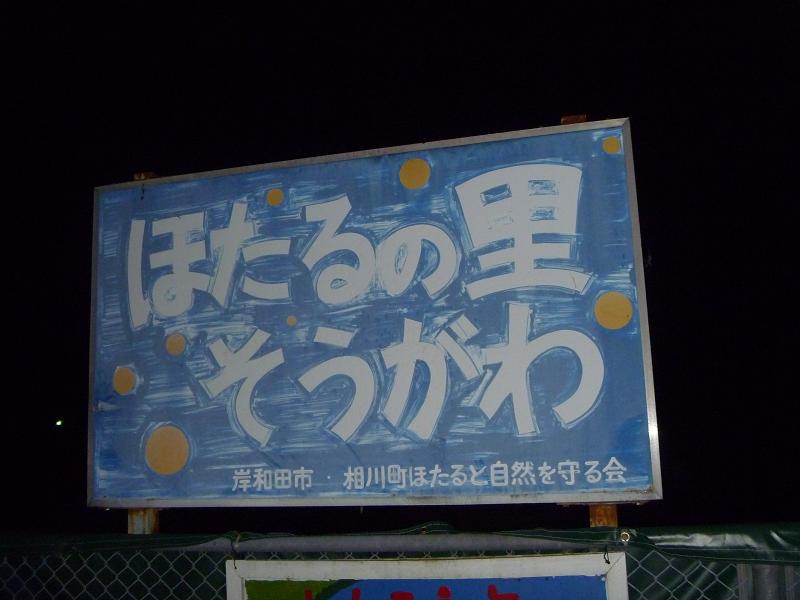 ほたるの里
そうがわ
岸和田市・相川町ほたると自然を守る会